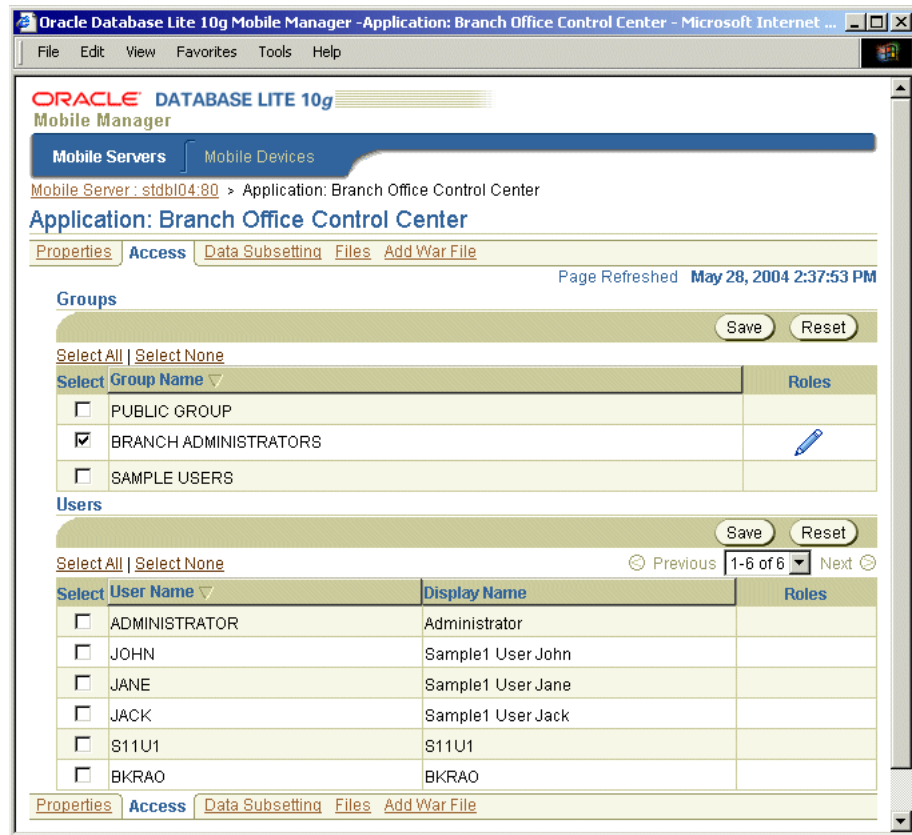 Oracle Database Lite 10g Mobile Manager -Application: Branch Office Control Center - Microsoft Internet ...
File Edit View Favorites Tools Help
ORACLE DATABASE LITE 10g
Mobile Manager
Mobile Servers Mobile Devices
Mobile Server : stdbl04:80 > Application: Branch Office Control Center
Application: Branch Office Control Center
Properties Access Data Subsetting Files Add War File
Page Refreshed May 28, 2004 2:37:53 PM
Groups
Save Reset
Select All | Select None
Select Group Name Roles
PUBLIC GROUP
BRANCH ADMINISTRATORS
SAMPLE USERS
Users
Save Reset
Select All | Select None Previous 1-6 of 6 Next
Select User Name Display Name Roles
ADMINISTRATOR Administrator
JOHN Sample1 User John
JANE Sample1 User Jane
JACK Sample1 User Jack
S11U1 S11U1
BKRAO BKRAO
Properties Access Data Subsetting Files Add War File